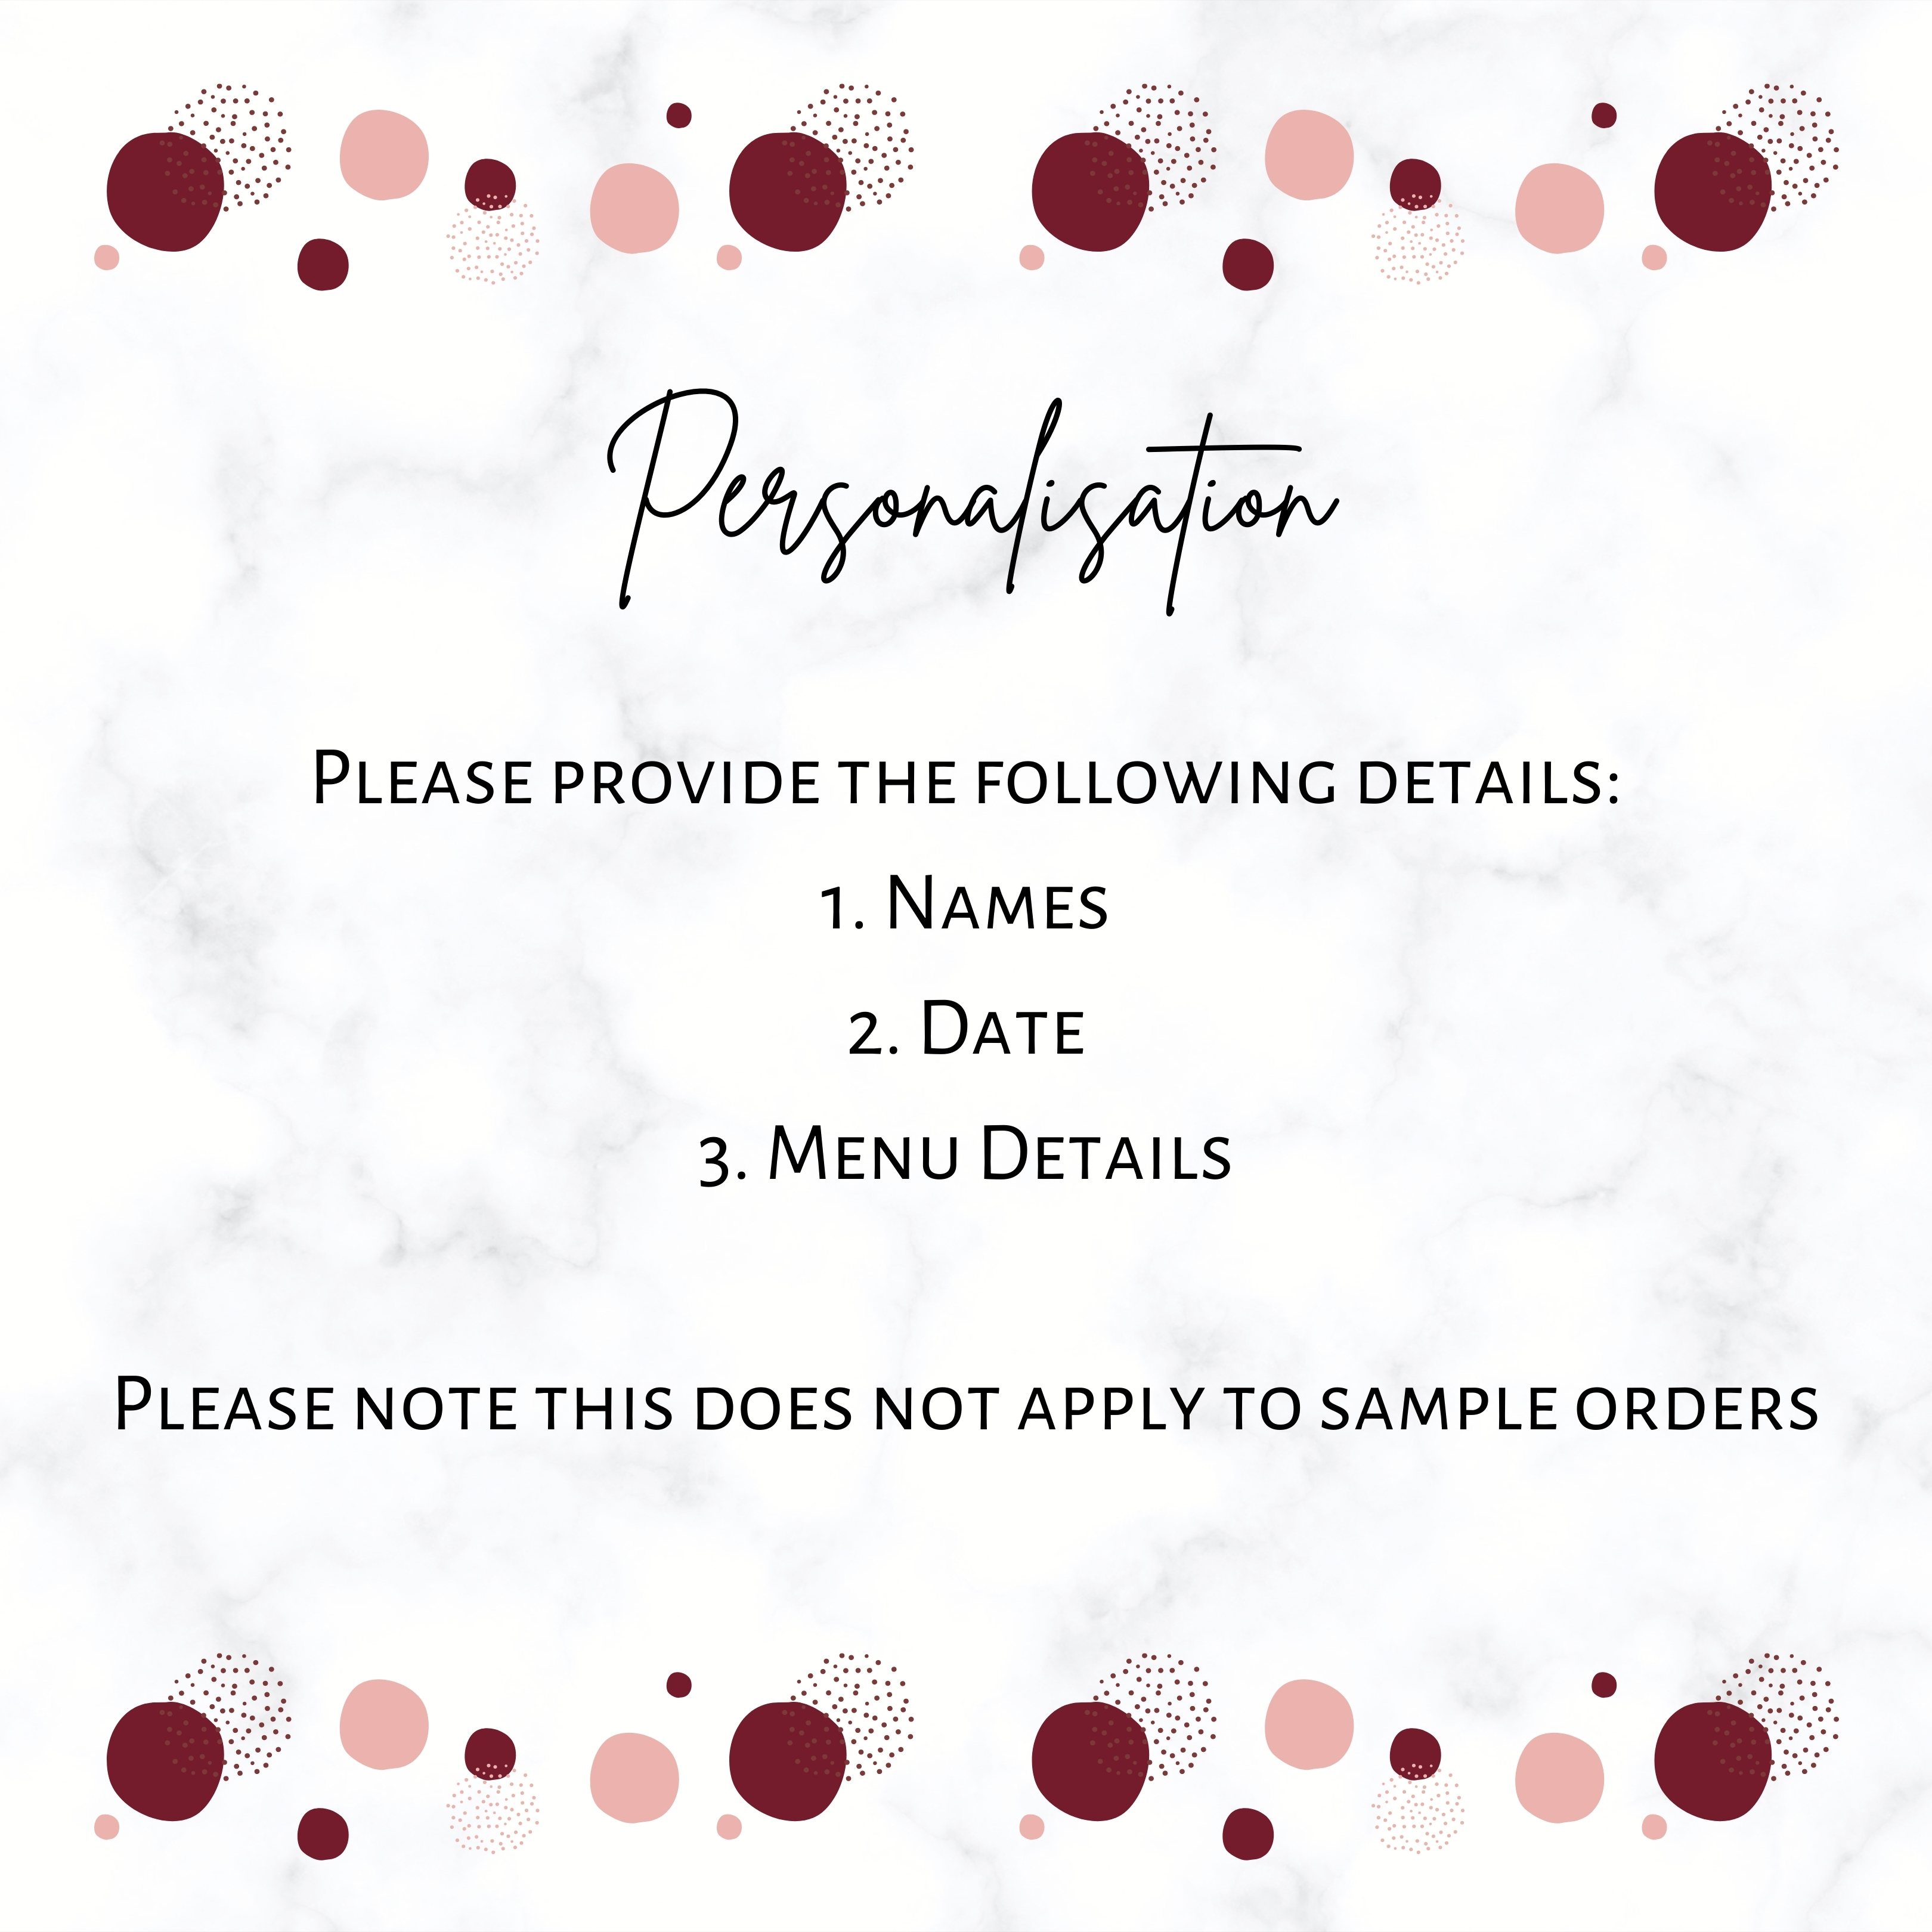 Personalisation
Please provide the following details:
1. Names
2. Date
3. Menu Details
Please note this does not apply to sample orders